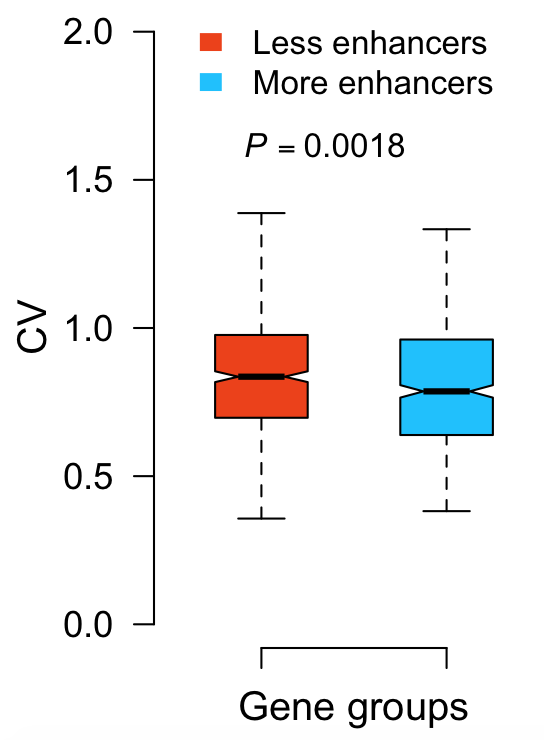 2.0
Less enhancers
More enhancers
P = 0.0018
1.5
CV
1.0
0.5
0.0
Gene groups